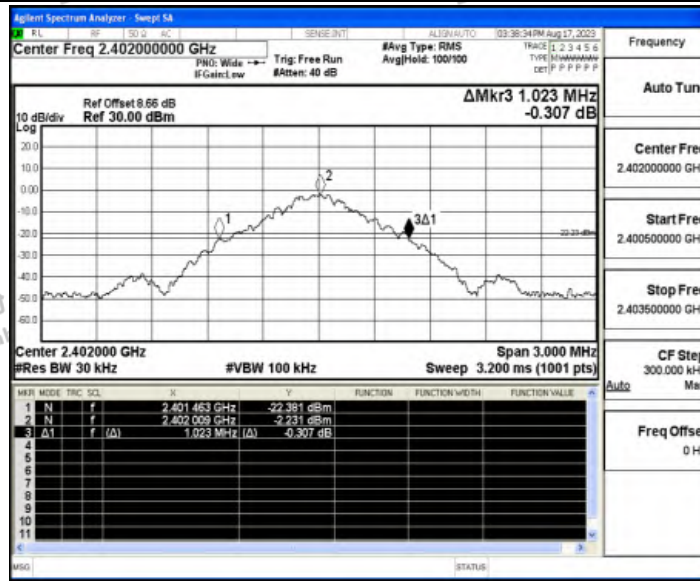 Agilent Spectrum Analyzer - Swept SA
RL RF 50 Ω AC SENSE:INT ALIGN AUTO 03:38:34 PM Aug 17, 2023
Center Freq 2.402000000 GHz
PNO: Wide
IFGain:Low
Trig: Free Run
#Atten: 40 dB
#Avg Type: RMS
Avg|Hold: 100/100
TRACE 1 2 3 4 5 6
TYPE MWWWWW
DET P P P P P P
Frequency
Auto Tun
Ref Offset 8.66 dB
10 dB/div Ref 30.00 dBm
ΔMkr3 1.023 MHz
-0.307 dB
Log
20.0
10.0
0.00
-10.0
-20.0
-30.0
-40.0
-50.0
-60.0
1
2
3Δ1
-22.23 dBm
Center Fre
2.402000000 GH
Start Fre
2.400500000 GH
Stop Fre
2.403500000 GH
CF Step
300.000 kH
Auto Ma
Freq Offse
0 H
Center 2.402000 GHz Span 3.000 MHz
#Res BW 30 kHz #VBW 100 kHz Sweep 3.200 ms (1001 pts)
MKR MODE TRC SCL X Y FUNCTION FUNCTION WIDTH FUNCTION VALUE
1 N f 2.401 463 GHz -22.381 dBm
2 N f 2.402 009 GHz -2.231 dBm
3 Δ1 f (Δ) 1.023 MHz (Δ) -0.307 dB
4
5
6
7
8
9
10
11
MSG STATUS